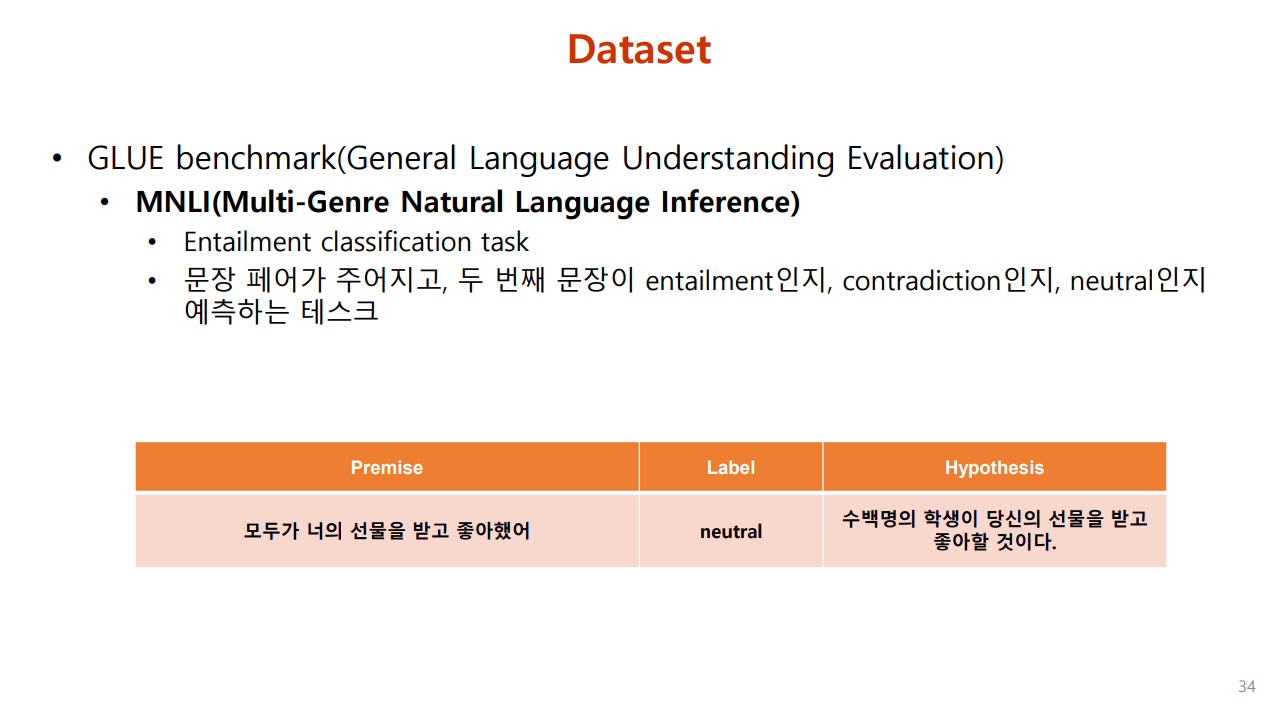 Dataset
• GLUE benchmark(General Language Understanding Evaluation)
• MNLI(Multi-Genre Natural Language Inference)
• Entailment classification task
• 문장 페어가 주어지고, 두 번째 문장이 entailment인지, contradiction인지, neutral인지
예측하는 테스크
Premise Label Hypothesis
모두가 너의 선물을 받고 좋아했어 neutral 수백명의 학생이 당신의 선물을 받고
좋아할 것이다.
34